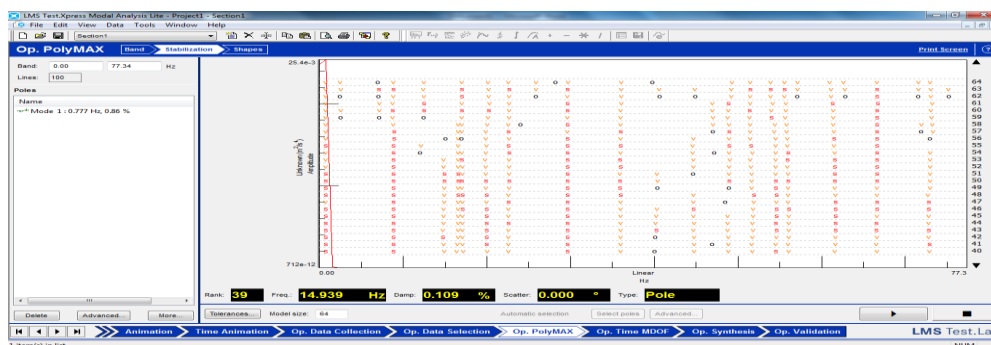 LMS Test.Xpress Modal Analysis Lite - Project1 - Section1
File Edit View Data Tools Window Help
Section1
Op. PolyMAX Band Stabilization Shapes Print Screen
Band: 0.00 77.34 Hz
Lines: 100
Poles
Name
Mode 1 : 0.777 Hz, 0.86 %
25.4e-3
Amplitude
712e-12
0.00 Linear 77.3
Hz
64
63
62
61
60
59
58
57
56
55
54
53
52
51
50
49
48
47
46
45
44
43
42
41
40
Rank: 39 Freq.: 14.939 Hz Damp: 0.109 % Scatter: 0.000 ° Type: Pole
Delete Advanced... More... Tolerances... Model size: 64 Automatic selection Select poles Advanced...
Animation Time Animation Op. Data Collection Op. Data Selection Op. PolyMAX Op. Time MDOF Op. Synthesis Op. Validation LMS Test.La